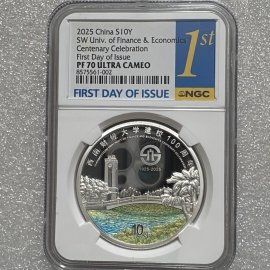 2025 China S10Y
SW Univ. of Finance & Economics
Centenary Celebration
First Day of Issue
PF 70 ULTRA CAMEO
8575561-002
1st
FIRST DAY OF ISSUE
NGC
西南财经大学建校100周年
1925-2025
10